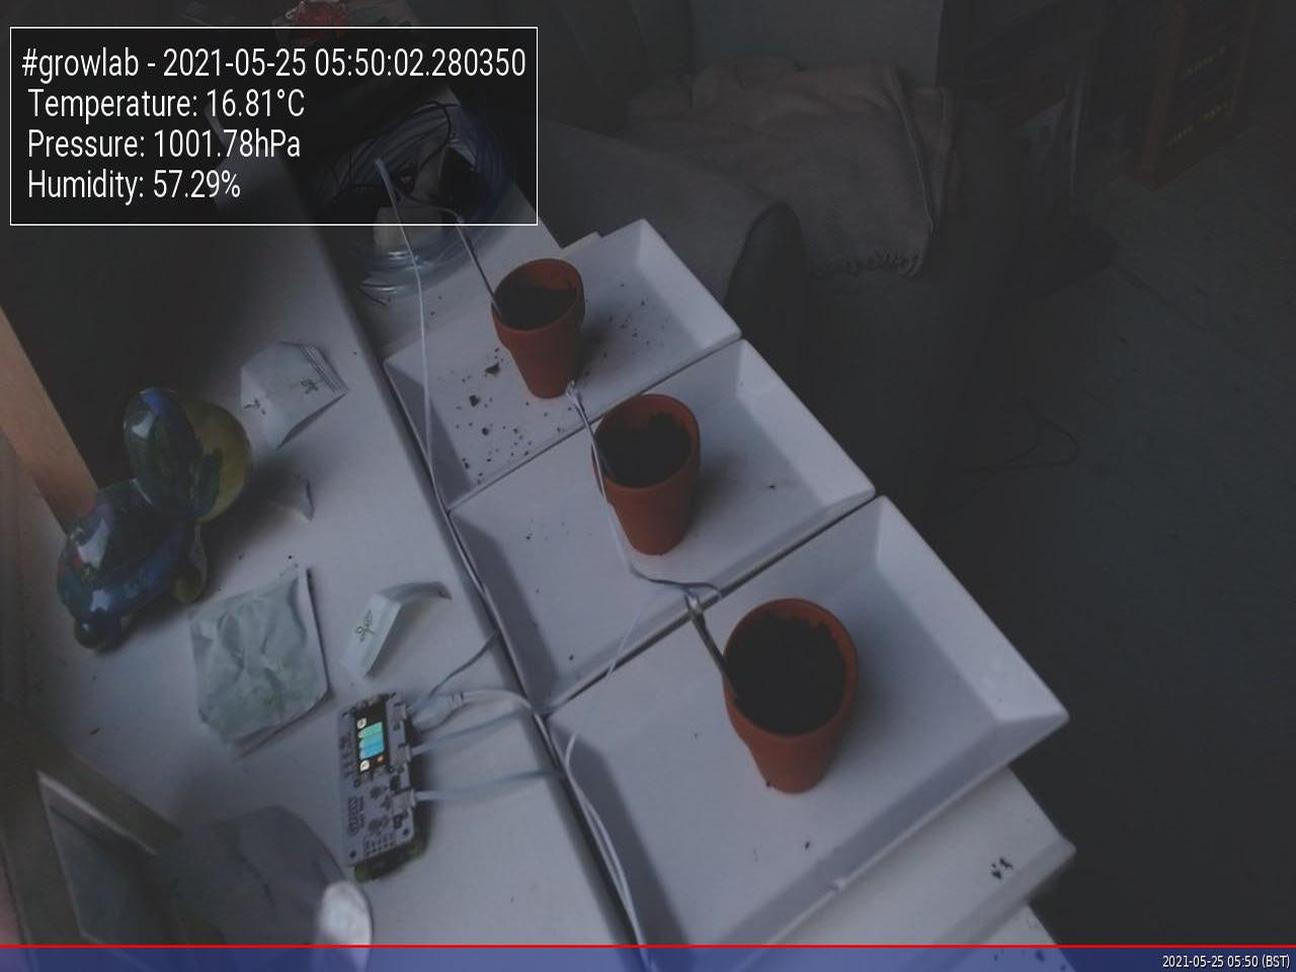 #growlab - 2021-05-25 05:50:02.280350
Temperature: 16.81°C
Pressure: 1001.78hPa
Humidity: 57.29%
2021-05-25 05:50 (BST)